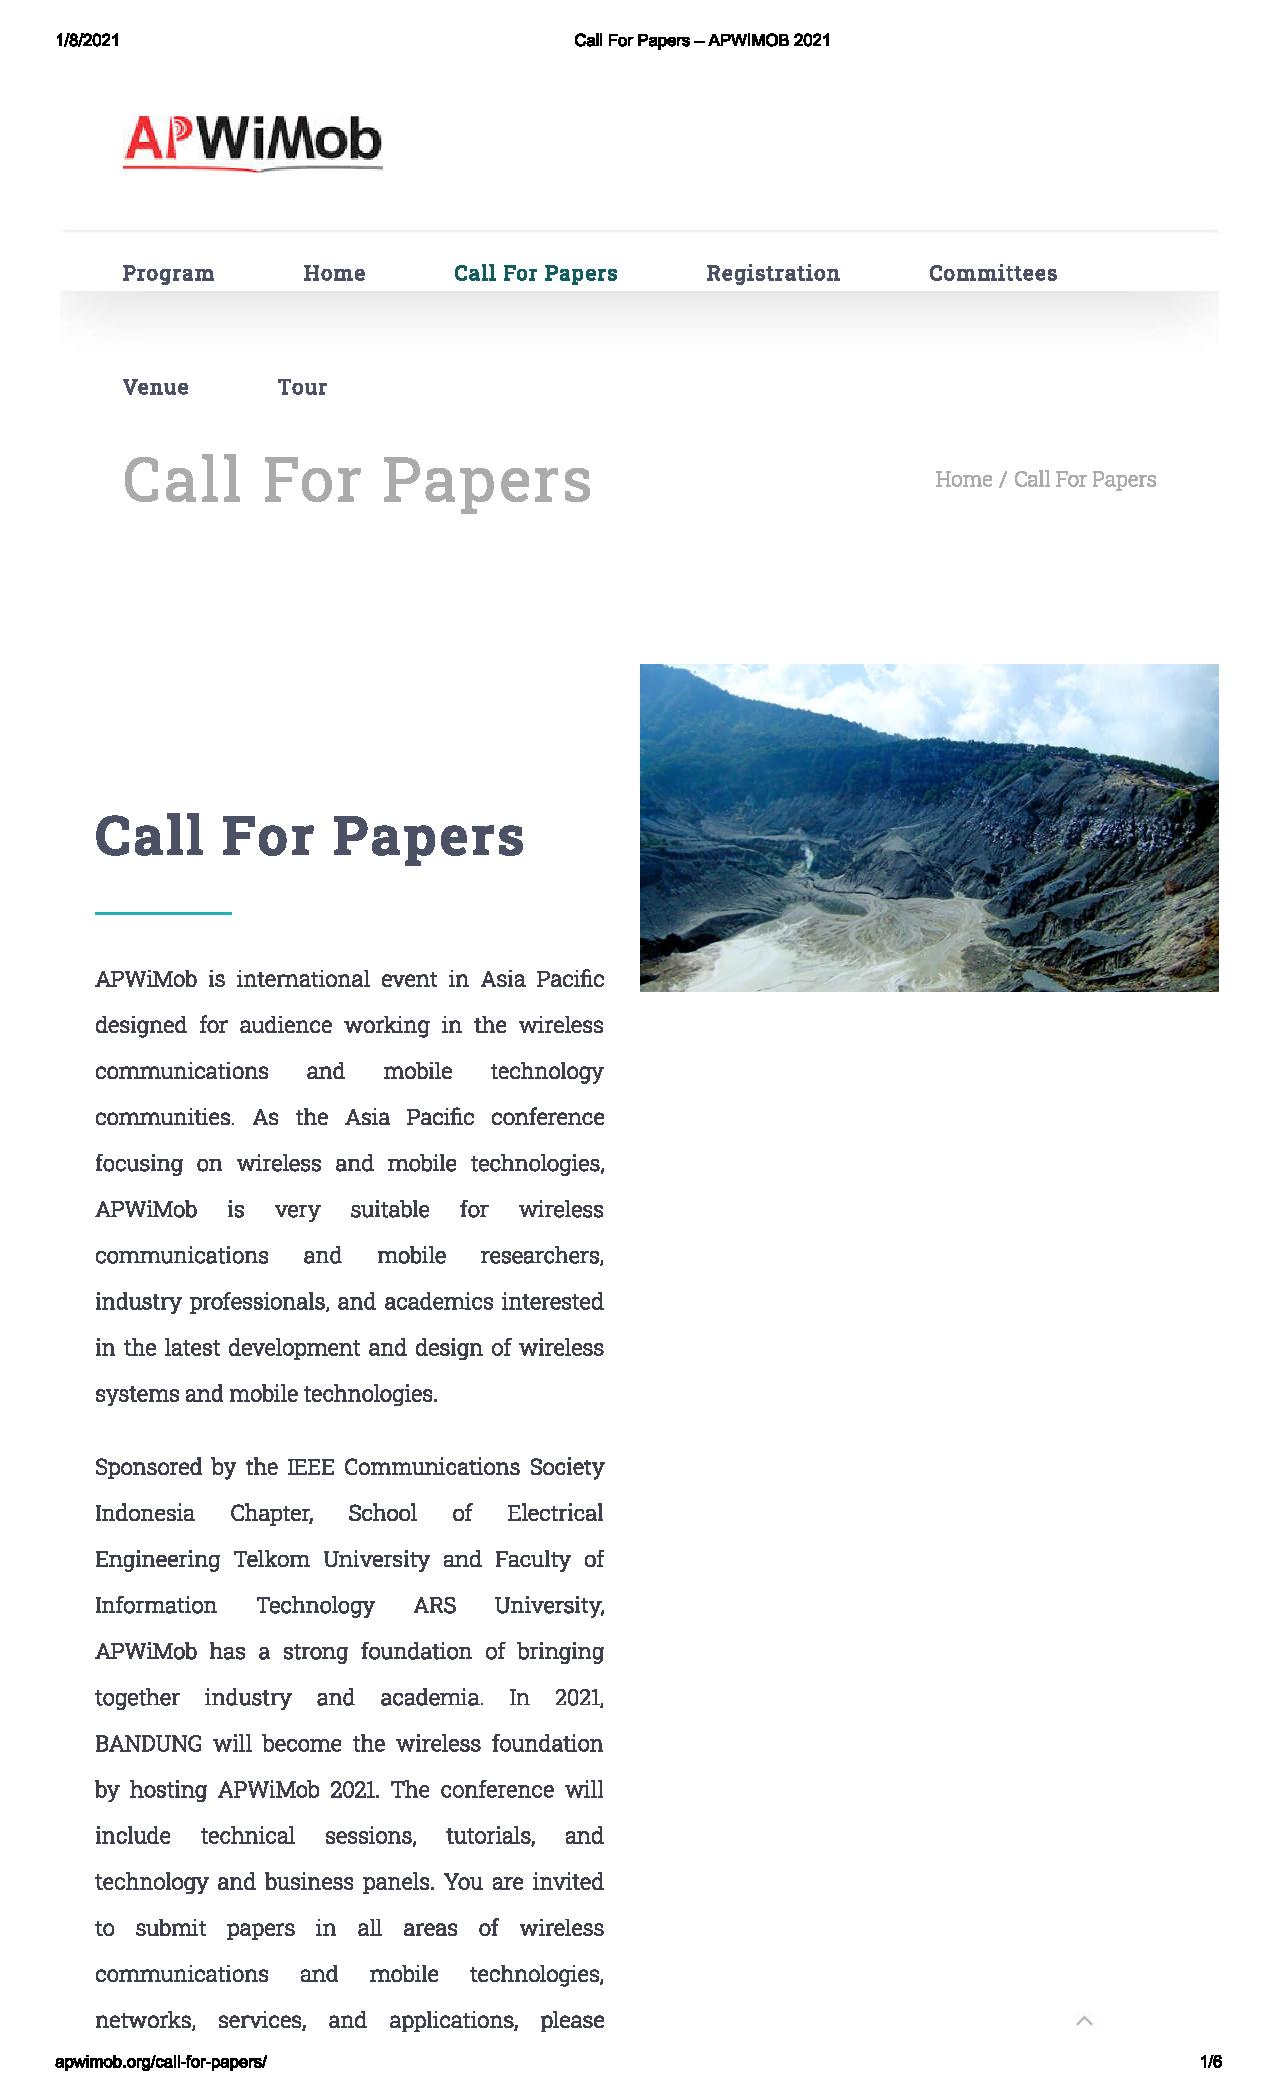 1/8/2021
Call For Papers – APWIMOB 2021
APWiMob
Program
Home
Call For Papers
Registration
Committees
Venue
Tour
Call For Papers
Home / Call For Papers
Call For Papers
APWiMob is international event in Asia Pacific
designed for audience working in the wireless
communications and mobile technology
communities. As the Asia Pacific conference
focusing on wireless and mobile technologies,
APWiMob is very suitable for wireless
communications and mobile researchers,
industry professionals, and academics interested
in the latest development and design of wireless
systems and mobile technologies.
Sponsored by the IEEE Communications Society
Indonesia Chapter, School of Electrical
Engineering Telkom University and Faculty of
Information Technology ARS University,
APWiMob has a strong foundation of bringing
together industry and academia. In 2021,
BANDUNG will become the wireless foundation
by hosting APWiMob 2021. The conference will
include technical sessions, tutorials, and
technology and business panels. You are invited
to submit papers in all areas of wireless
communications and mobile technologies,
networks, services, and applications, please
apwimob.org/call-for-papers/
1/6